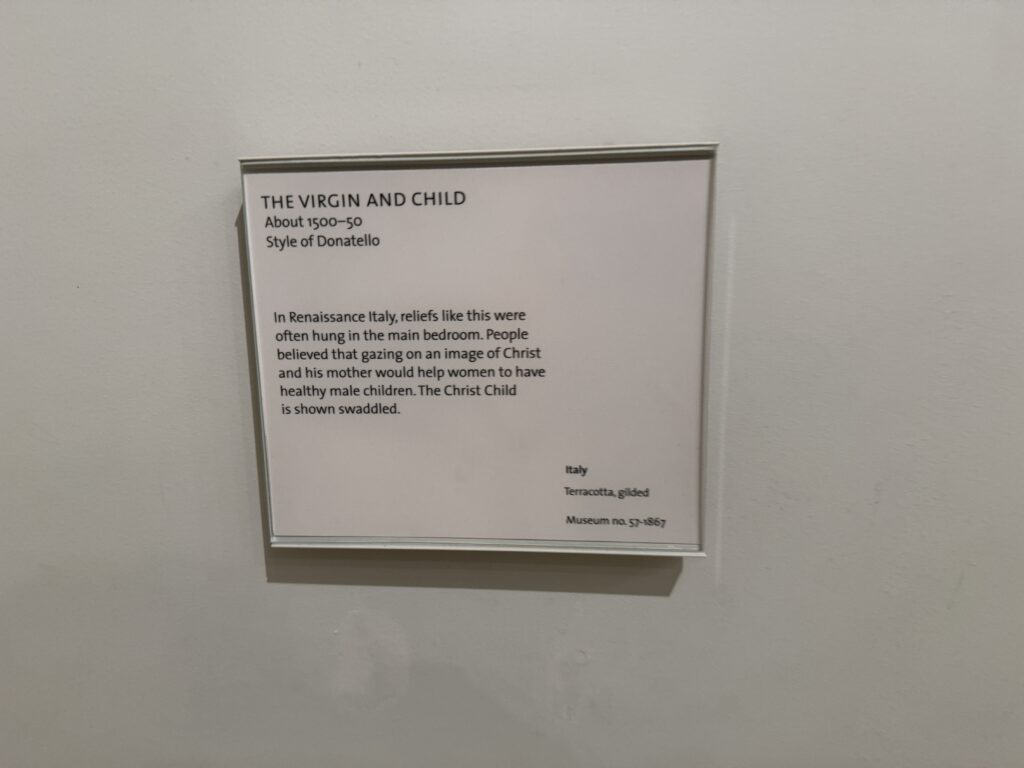 THE VIRGIN AND CHILD
About 1500–50
Style of Donatello
In Renaissance Italy, reliefs like this were
often hung in the main bedroom. People
believed that gazing on an image of Christ
and his mother would help women to have
healthy male children. The Christ Child
is shown swaddled.
Italy
Terracotta, gilded
Museum no. 57-1867